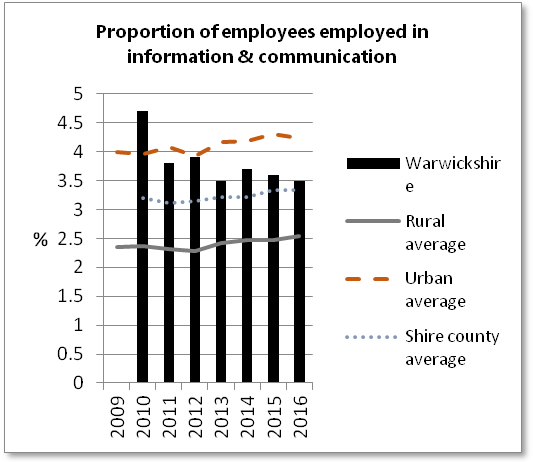 Proportion of employees employed in
information & communication
5
4.5
4
3.5
3
2.5
2
1.5
1
0.5
0
%
2009
2010
2011
2012
2013
2014
2015
2016
Warwickshir
e
Rural
average
Urban
average
Shire county
average